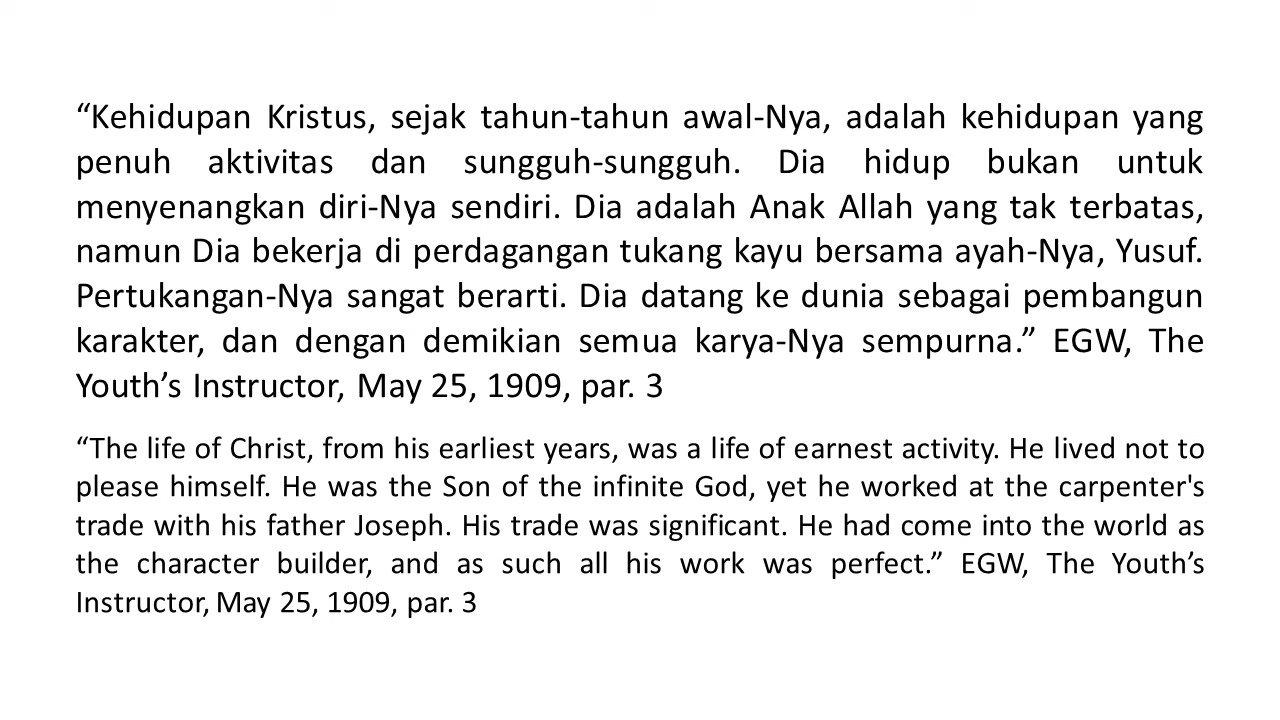 “Kehidupan Kristus, sejak tahun-tahun awal-Nya, adalah kehidupan yang
penuh aktivitas dan sungguh-sungguh. Dia hidup bukan untuk
menyenangkan diri-Nya sendiri. Dia adalah Anak Allah yang tak terbatas,
namun Dia bekerja di perdagangan tukang kayu bersama ayah-Nya, Yusuf.
Pertukangan-Nya sangat berarti. Dia datang ke dunia sebagai pembangun
karakter, dan dengan demikian semua karya-Nya sempurna.” EGW, The
Youth’s Instructor, May 25, 1909, par. 3
“The life of Christ, from his earliest years, was a life of earnest activity. He lived not to
please himself. He was the Son of the infinite God, yet he worked at the carpenter's
trade with his father Joseph. His trade was significant. He had come into the world as
the character builder, and as such all his work was perfect.” EGW, The Youth’s
Instructor, May 25, 1909, par. 3